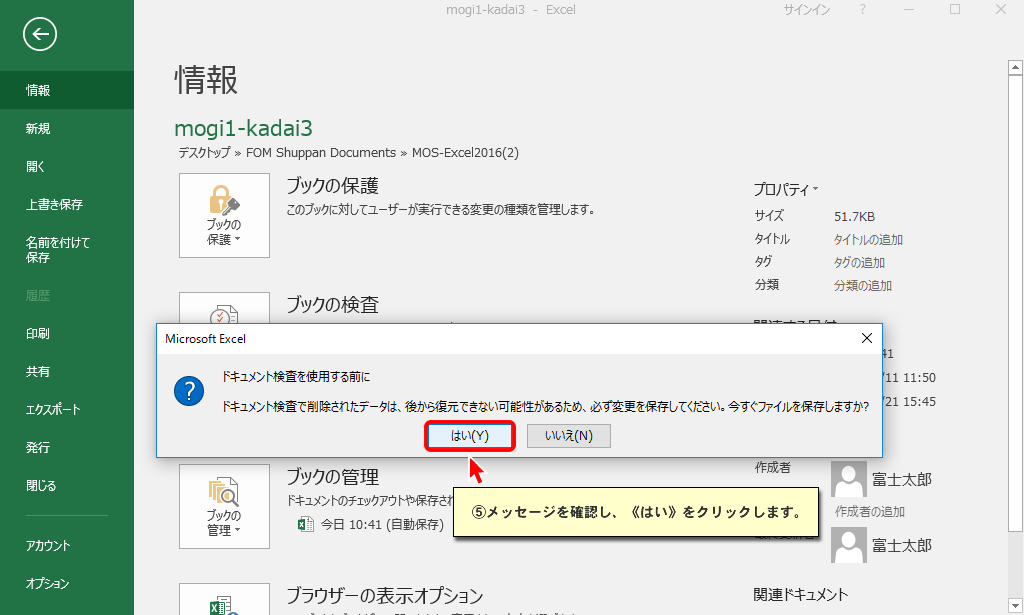 mogi1-kadai3 - Excel
サインイン
?
情報
新規
開く
上書き保存
名前を付けて
保存
履歴
印刷
共有
エクスポート
発行
閉じる
アカウント
オプション
情報
mogi1-kadai3
デスクトップ » FOM Shuppan Documents » MOS-Excel2016(2)
ブックの
保護
ブックの保護
このブックに対してユーザーが実行できる変更の種類を管理します。
ブックの検査
プロパティ
サイズ 51.7KB
タイトル タイトルの追加
タグ タグの追加
分類 分類の追加
41
/11 11:50
/21 15:45
Microsoft Excel
?
ドキュメント検査を使用する前に
ドキュメント検査で削除されたデータは、後から復元できない可能性があるため、必ず変更を保存してください。今すぐファイルを保存しますか?
はい(Y)
いいえ(N)
⑤メッセージを確認し、《はい》をクリックします。
ブックの
管理
ブックの管理
ドキュメントのチェックアウトや保存さ
今日 10:41 (自動保存)
作成者
富士太郎
作成者の追加
富士太郎
ブラウザーの表示オプション
関連ドキュメント